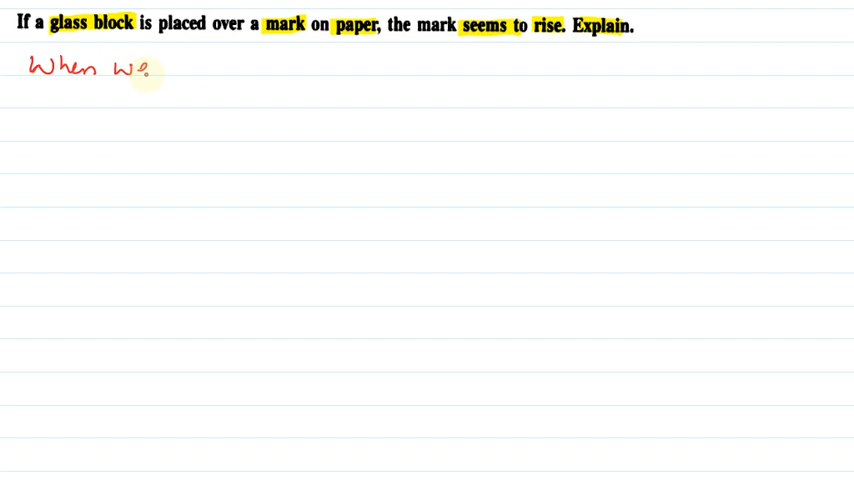 If a glass block is placed over a mark on paper, the mark seems to rise. Explain.
When we